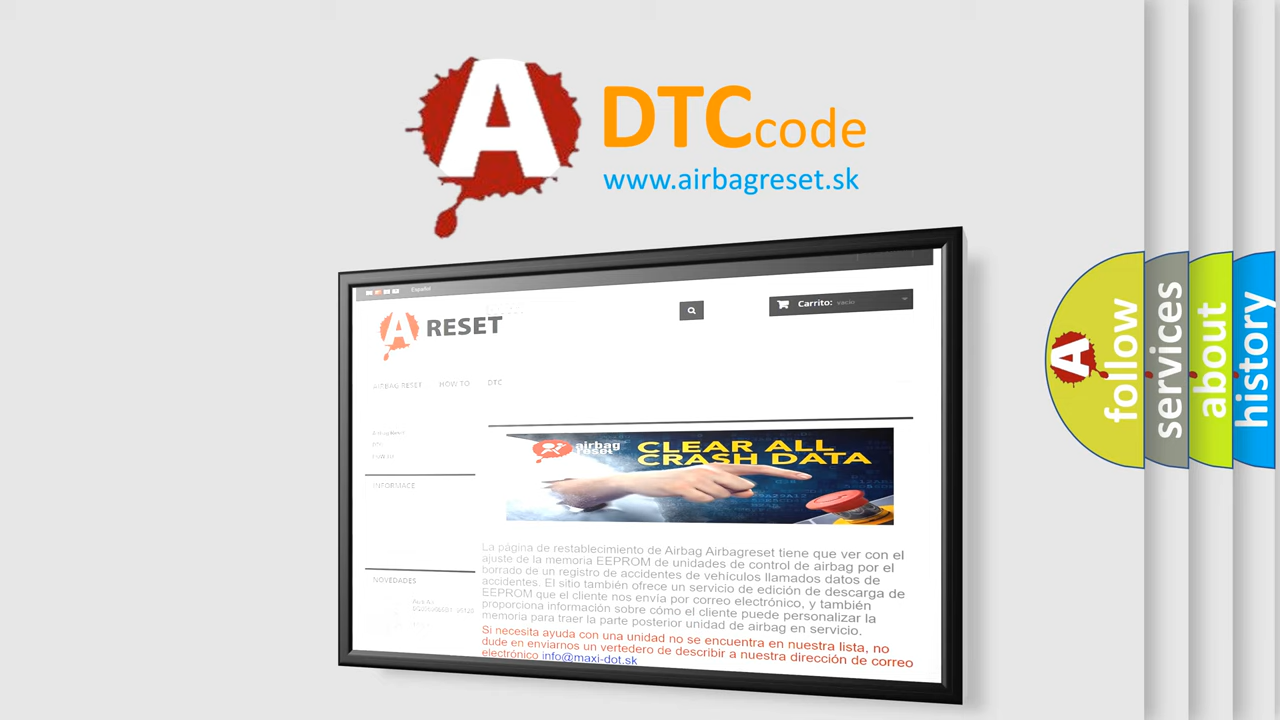 A
DTCcode
www.airbagreset.sk
Español
Carrito: vacío
A RESET
AIRBAG RESET HOW TO DTC
INFORMACE
NOVEDADES
airbag
reset
CLEAR ALL
CRASH DATA
La página de restablecimiento de Airbag Airbagreset tiene que ver con el
ajuste de la memoria EEPROM de unidades de control de airbag por el
borrado de un registro de accidentes de vehículos llamados datos de
accidentes. El sitio también ofrece un servicio de edición de descarga de
EEPROM que el cliente nos envía por correo electrónico, y también
proporciona información sobre cómo el cliente puede personalizar la
memoria para traer la parte posterior unidad de airbag en servicio.
Si necesita ayuda con una unidad no se encuentra en nuestra lista, no
dude en enviarnos un vertedero de describir a nuestra dirección de correo
electrónico info@maxi-dot.sk
A
follow
services
about
history